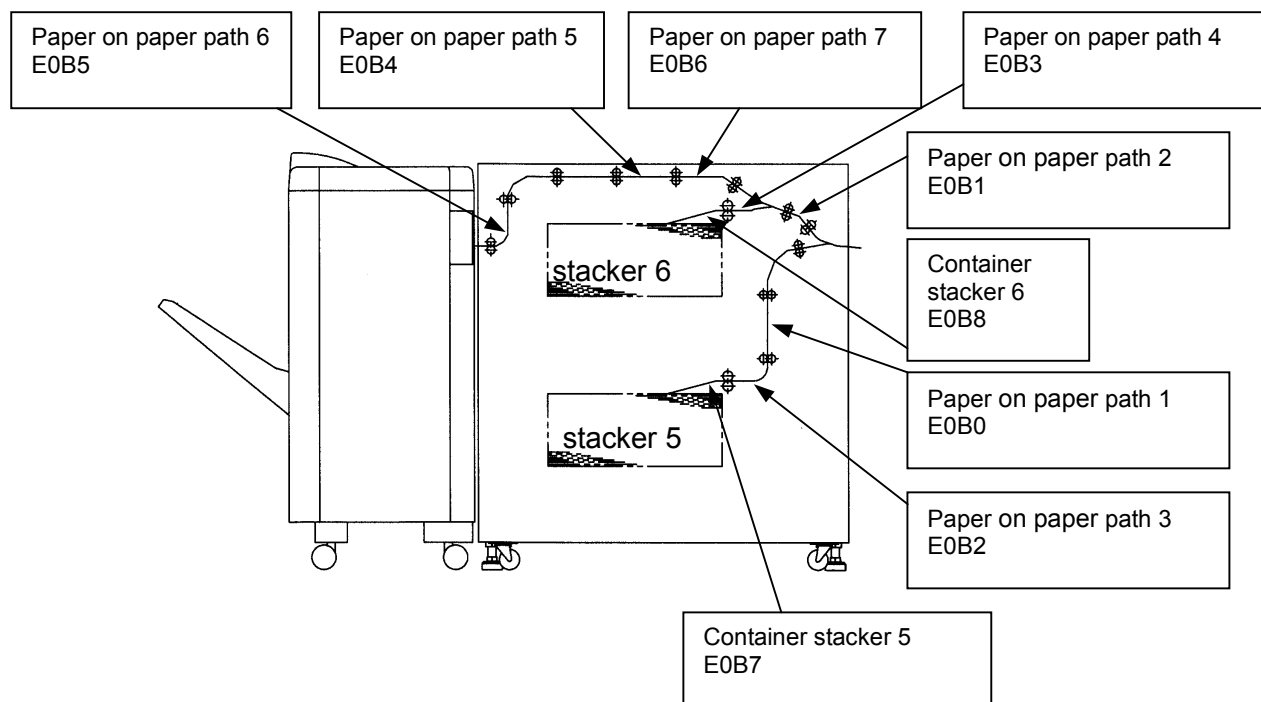 Paper on paper path 6
E0B5
Paper on paper path 5
E0B4
Paper on paper path 7
E0B6
Paper on paper path 4
E0B3
Paper on paper path 2
E0B1
Container
stacker 6
E0B8
stacker 6
Paper on paper path 1
E0B0
stacker 5
Paper on paper path 3
E0B2
Container stacker 5
E0B7